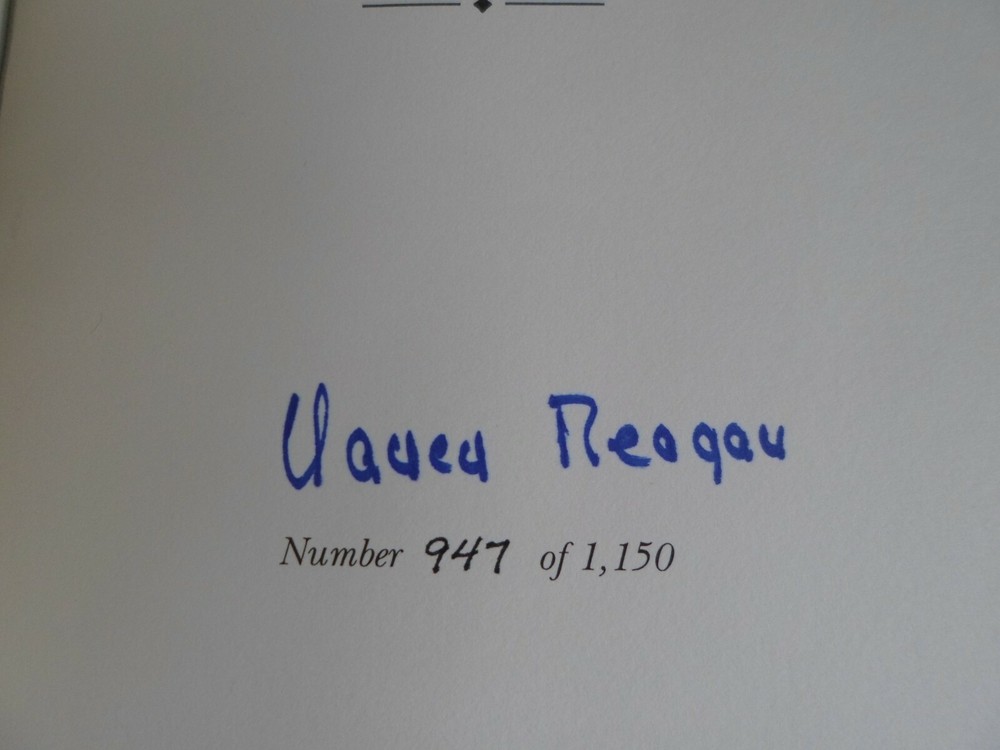 Nancy Reagan
Number 947 of 1,150